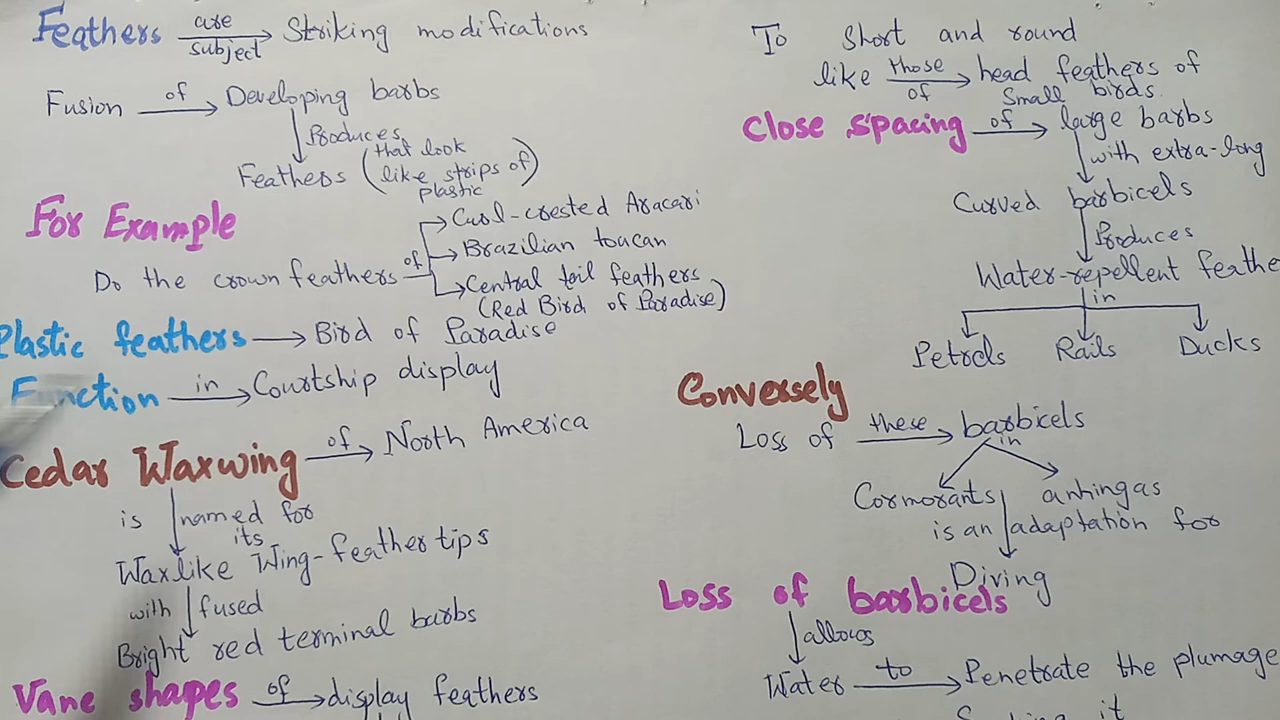 Feathers are subject Striking modifications
Fusion of Developing barbs
Produces
Feathers (that look like strips of plastic)
For Example
Do the crown feathers of Curl-crested Aracari
Brazilian toucan
Central tail feathers
(Red Bird of Paradise)
Plastic feathers Bird of Paradise
Function in Courtship display
Cedar Waxwing of North America
is named for its
Waxlike Wing-feather tips
with fused
Bright red terminal barbs
Vane shapes of display feathers
To short and round
like those of head feathers of
Small birds
Close spacing of large barbs
with extra-long
Curved barbicels
Produces
Water-repellent feathe
in
Petrels Rails Ducks
Conversely
Loss of these barbicels
in
Cormorants anhingas
is an adaptation for
Diving
Loss of barbicels
allows
Water to Penetrate the plumage
it